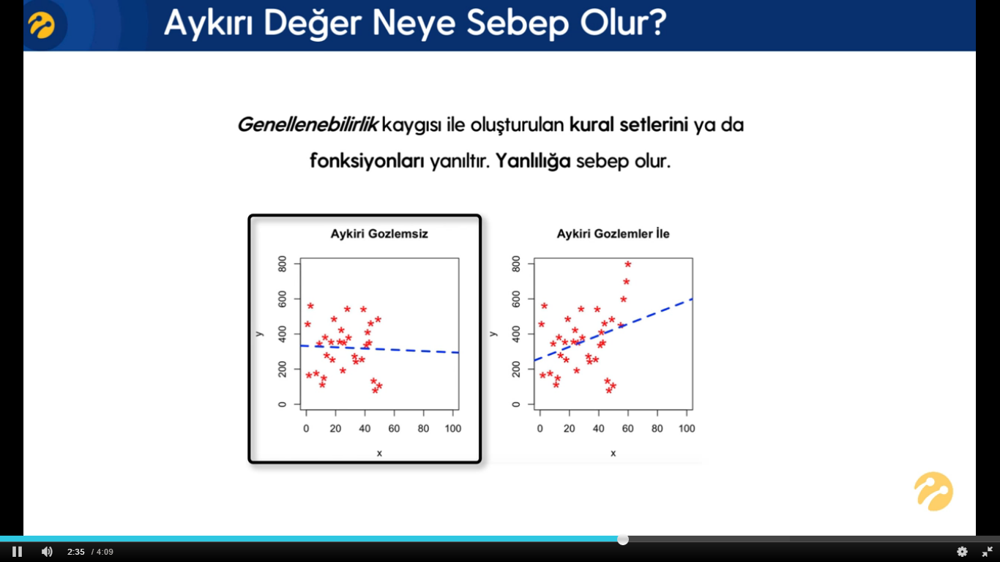 Aykırı Değer Neye Sebep Olur?
Genellenebilirlik kaygısı ile oluşturulan kural setlerini ya da
fonksiyonları yanıltır. Yanlılığa sebep olur.
Aykiri Gozlemsiz
800
600
400
200
0
y
0 20 40 60 80 100
x
Aykiri Gozlemler İle
800
600
400
200
0
y
0 20 40 60 80 100
x
2:35 / 4:09